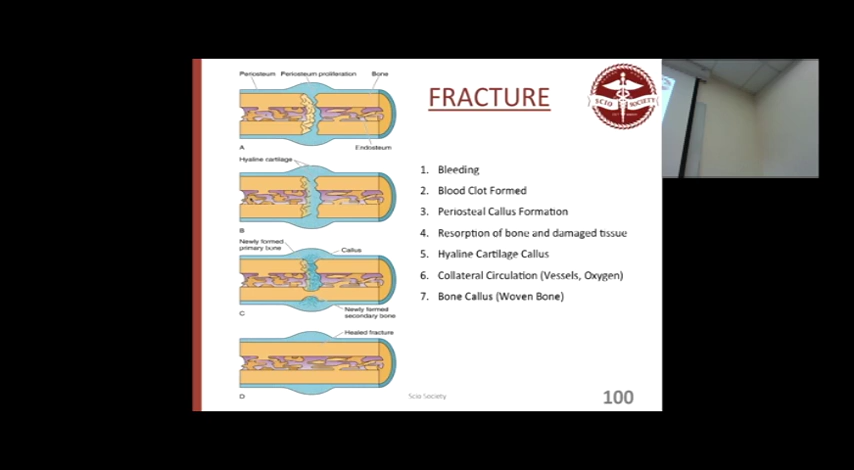 Periosteum Periosteum proliferation Bone
A
Endosteum
Hyaline cartilage
B
Newly formed
primary bone
Callus
C
Newly formed
secondary bone
Healed fracture
D
FRACTURE
SCIO SOCIETY
1. Bleeding
2. Blood Clot Formed
3. Periosteal Callus Formation
4. Resorption of bone and damaged tissue
5. Hyaline Cartilage Callus
6. Collateral Circulation (Vessels, Oxygen)
7. Bone Callus (Woven Bone)
Scio Society
100